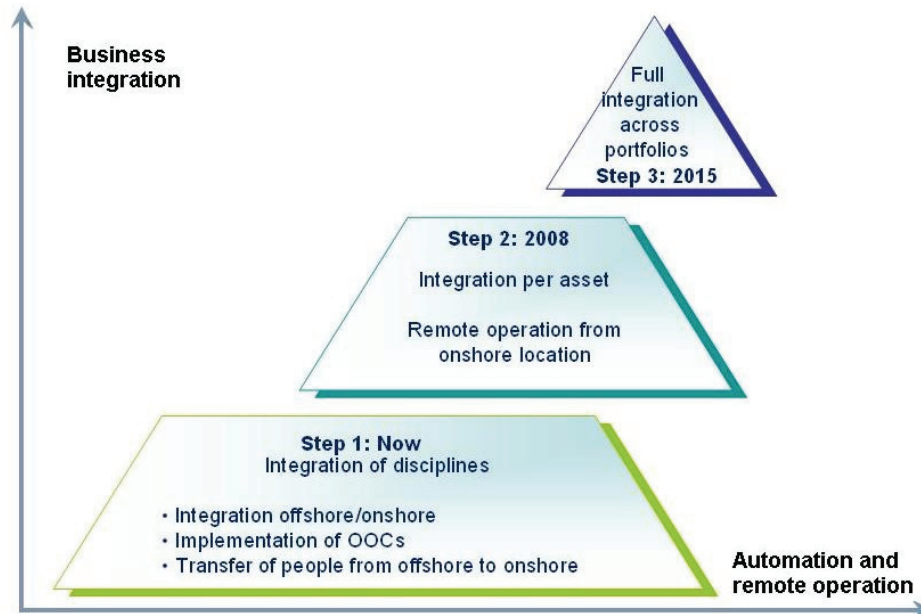 Business
integration
Full
integration
across
portfolios
Step 3: 2015
Step 2: 2008
Integration per asset
Remote operation from
onshore location
Step 1: Now
Integration of disciplines
• Integration offshore/onshore
• Implementation of OOCs
• Transfer of people from offshore to onshore
Automation and
remote operation